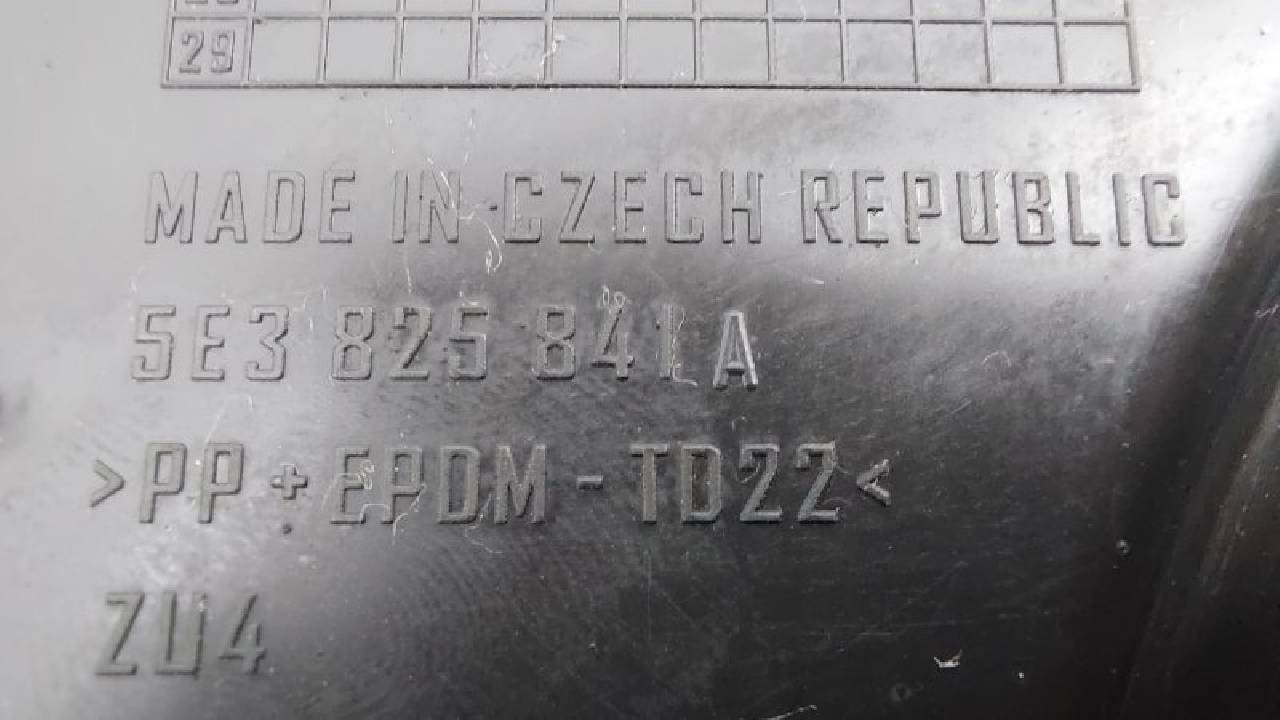 29
MADE IN CZECH REPUBLIC
5E3 825 841 A
>PP + EPDM - TD22<
ZU4